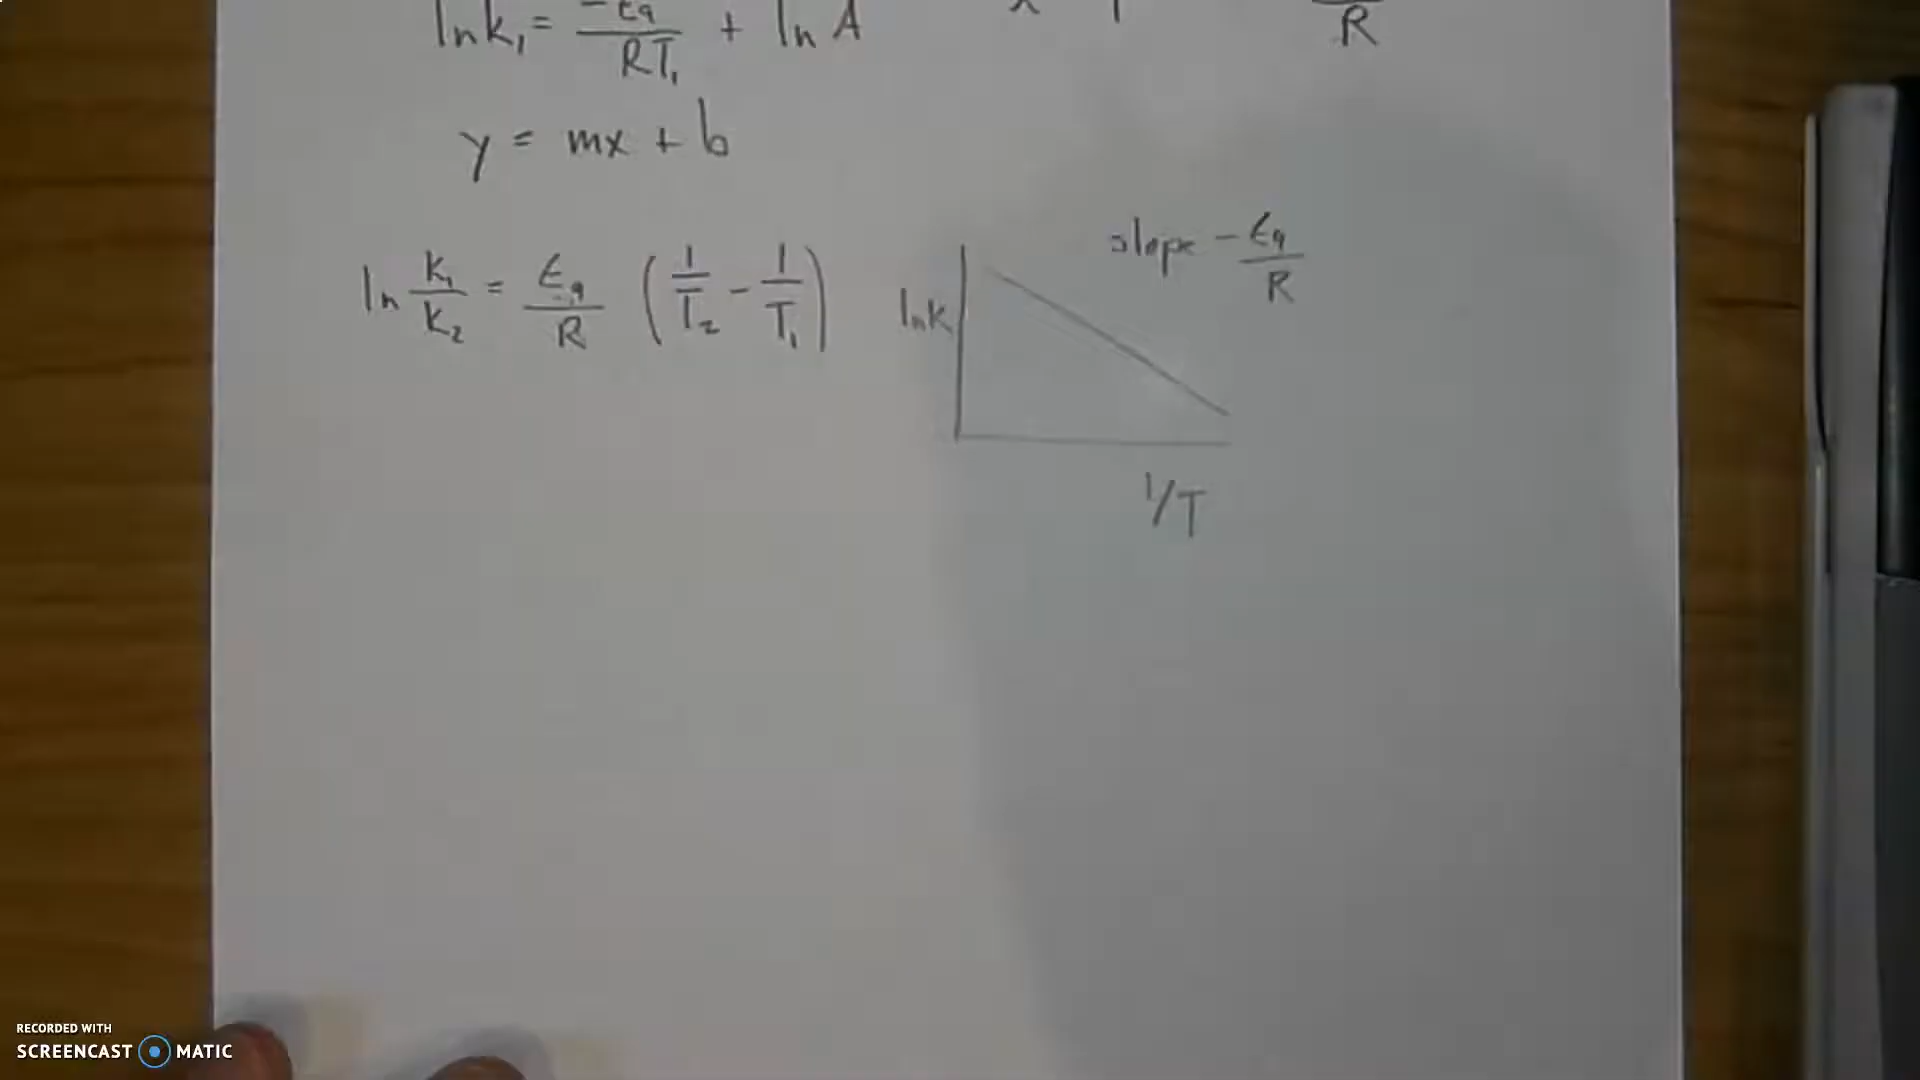 ln k₁ = -Ea/RT₁ + ln A
R
y = mx + b
slope - Ea/R
ln k₁/k₂ = Ea/R (1/T₂ - 1/T₁)
ln k
1/T
RECORDED WITH
SCREENCAST MATIC